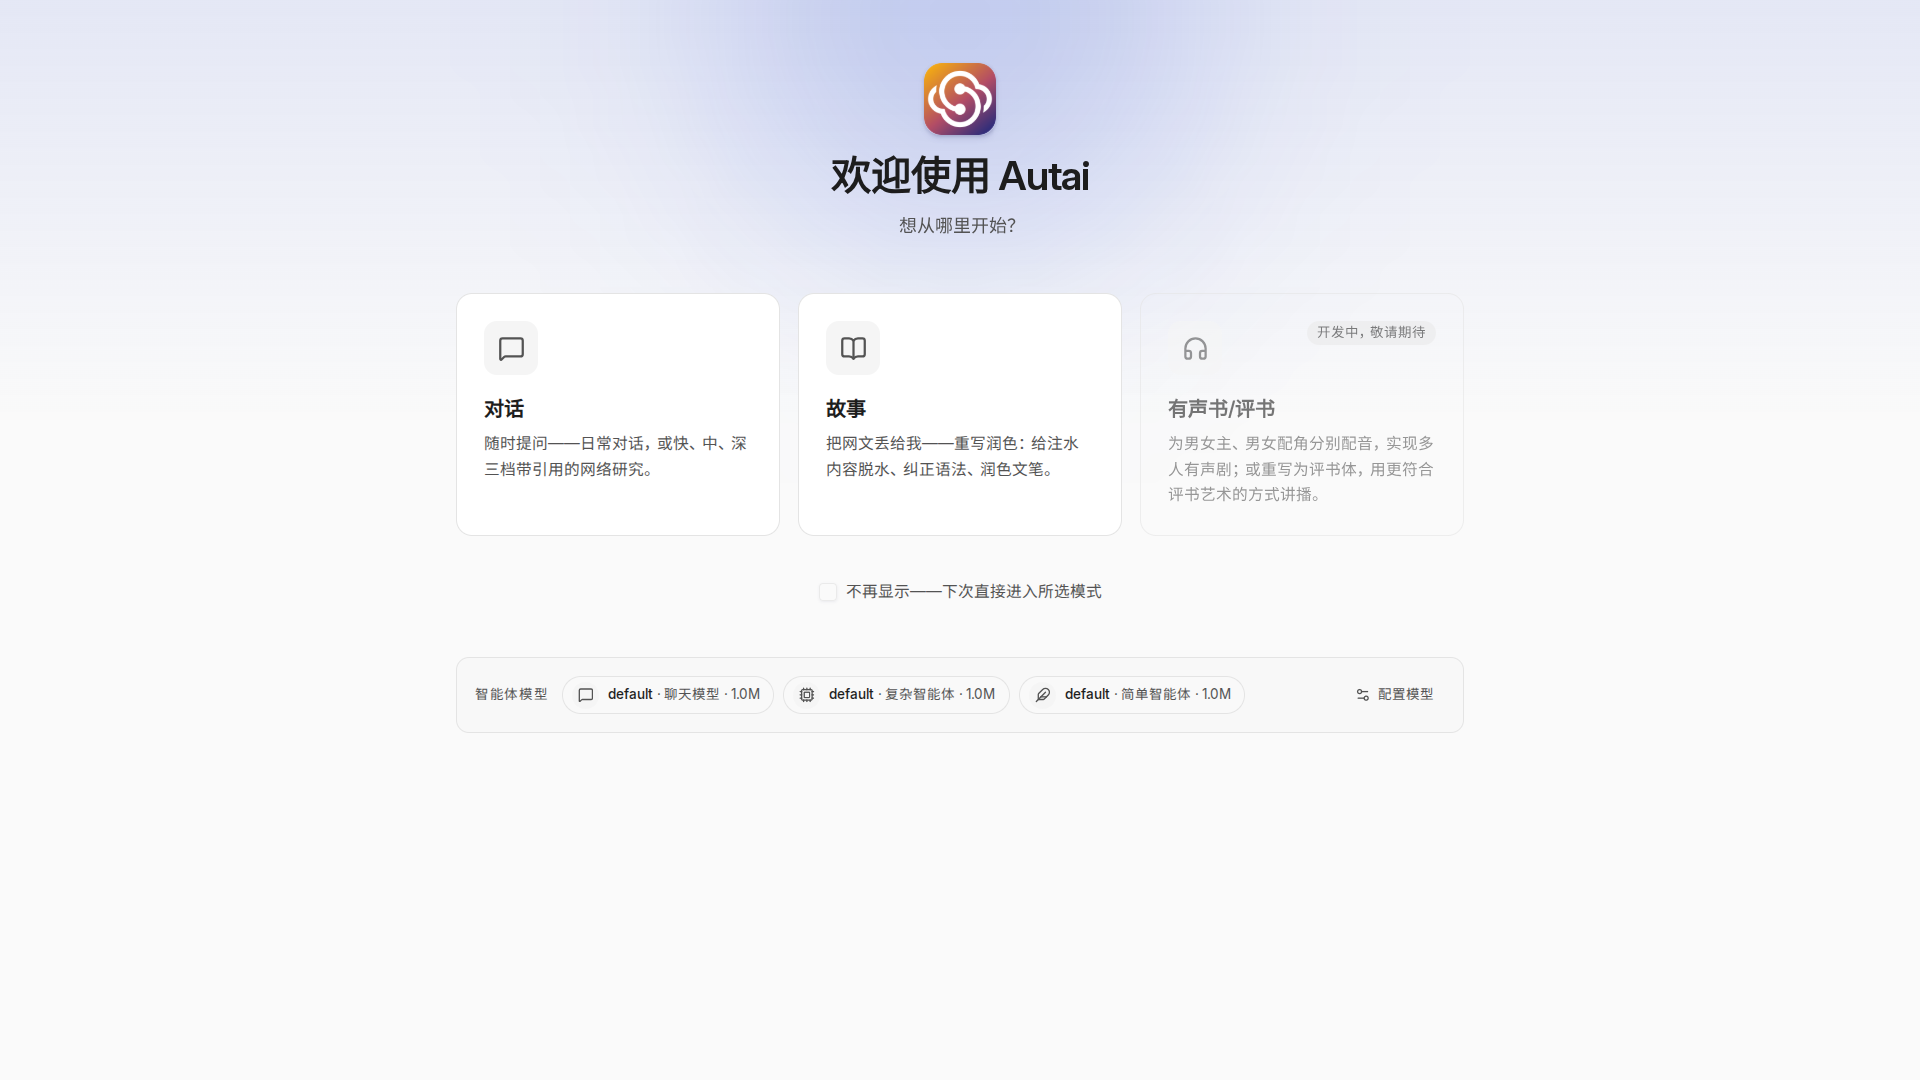 欢迎使用 Autai
想从哪里开始？
对话
随时提问——日常对话，或快、中、深
三档带引用的网络研究。
故事
把网文丢给我——重写润色：给注水
内容脱水、纠正语法、润色文笔。
开发中，敬请期待
有声书/评书
为男女主、男女配角分别配音，实现多
人有声剧；或重写为评书体，用更符合
评书艺术的方式讲播。
不再显示——下次直接进入所选模式
智能体模型
default · 聊天模型 · 1.0M
default · 复杂智能体 · 1.0M
default · 简单智能体 · 1.0M
配置模型